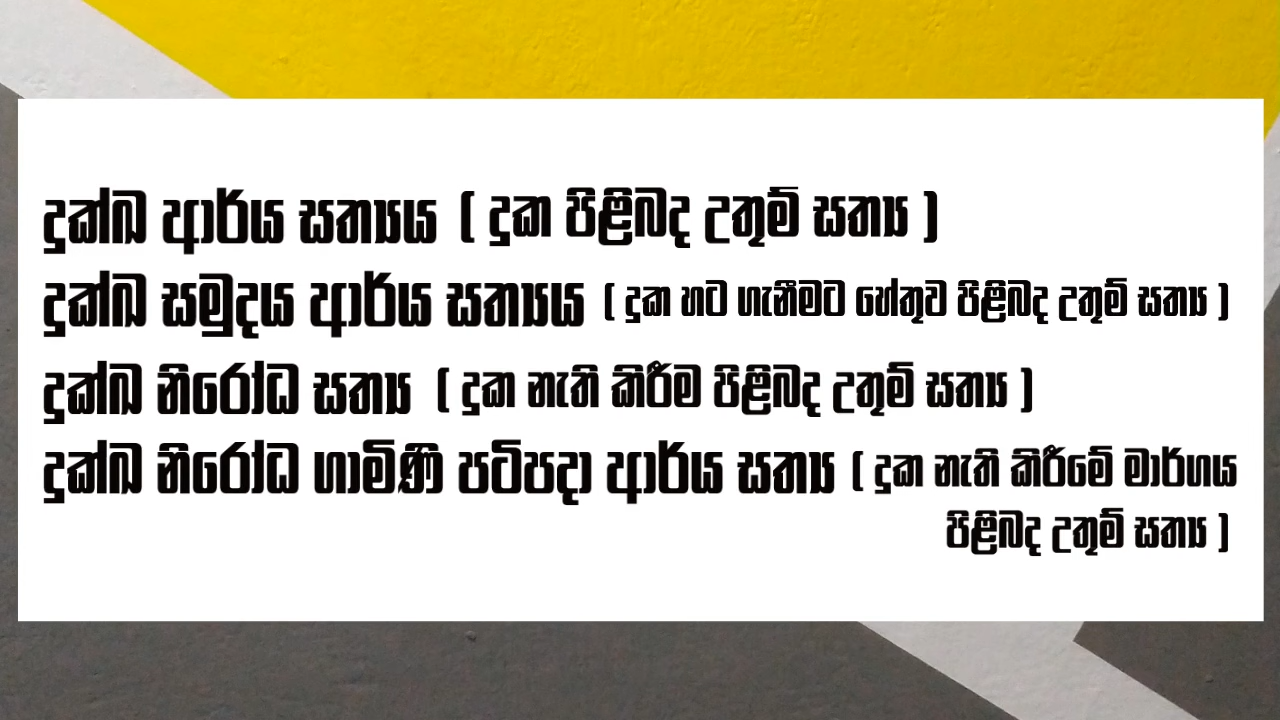 දුක්ඛ ආර්ය සත්‍යය ( දුක පිළිබද උතුම් සත්‍ය )
දුක්ඛ සමුදය ආර්ය සත්‍යය ( දුක හට ගැනීමට හේතුව පිළිබද උතුම් සත්‍ය )
දුක්ඛ නිරෝධ සත්‍ය ( දුක නැති කිරීම පිළිබද උතුම් සත්‍ය )
දුක්ඛ නිරෝධ ගාමිණි පටිපදා ආර්ය සත්‍ය ( දුක නැති කිරීමේ මාර්ගය
පිළිබද උතුම් සත්‍ය )